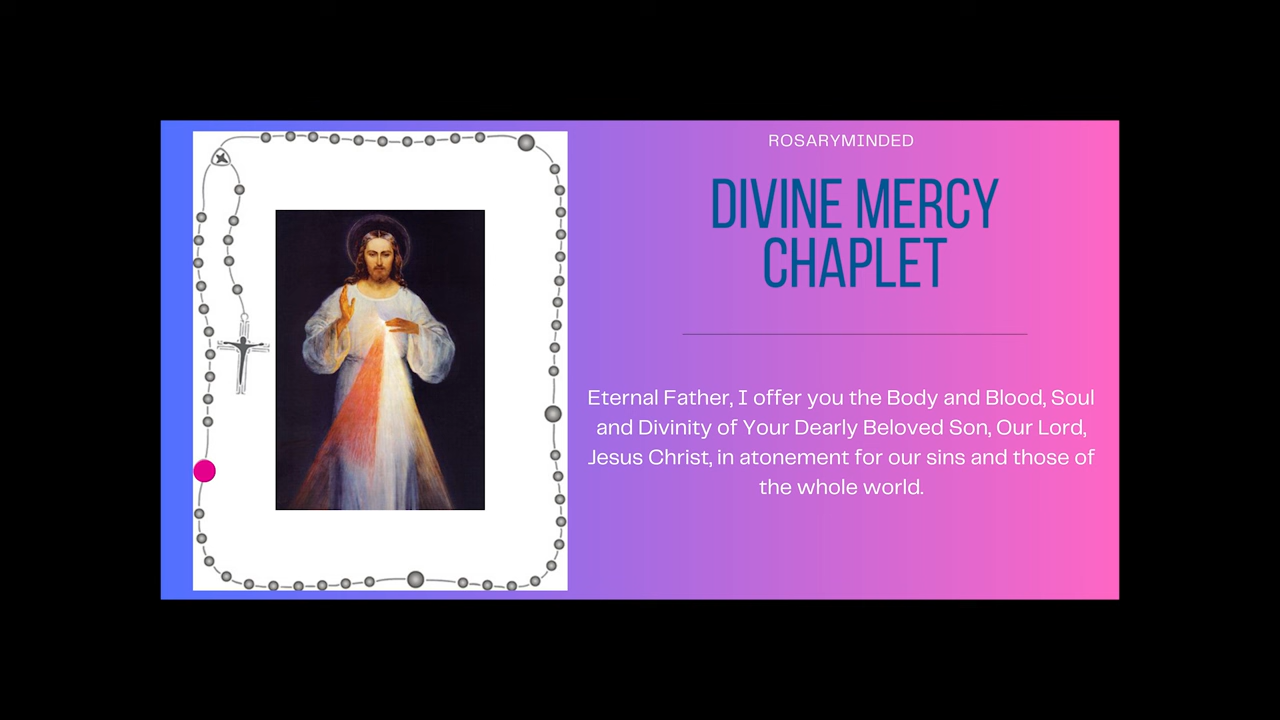 ROSARYMINDED
DIVINE MERCY
CHAPLET
Eternal Father, I offer you the Body and Blood, Soul
and Divinity of Your Dearly Beloved Son, Our Lord,
Jesus Christ, in atonement for our sins and those of
the whole world.